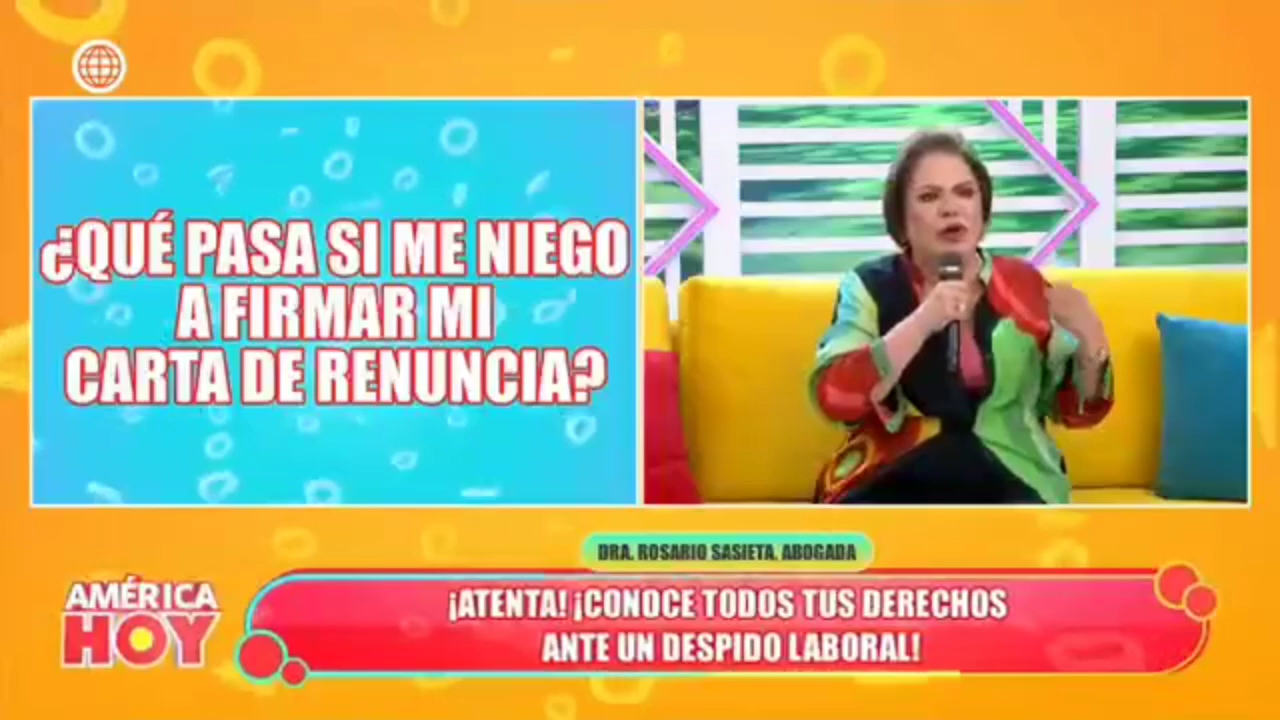 ¿QUÉ PASA SI ME NIEGO
A FIRMAR MI
CARTA DE RENUNCIA?
DRA. ROSARIO SASIETA. ABOGADA
AMÉRICA
HOY
¡ATENTA! ¡CONOCE TODOS TUS DERECHOS
ANTE UN DESPIDO LABORAL!